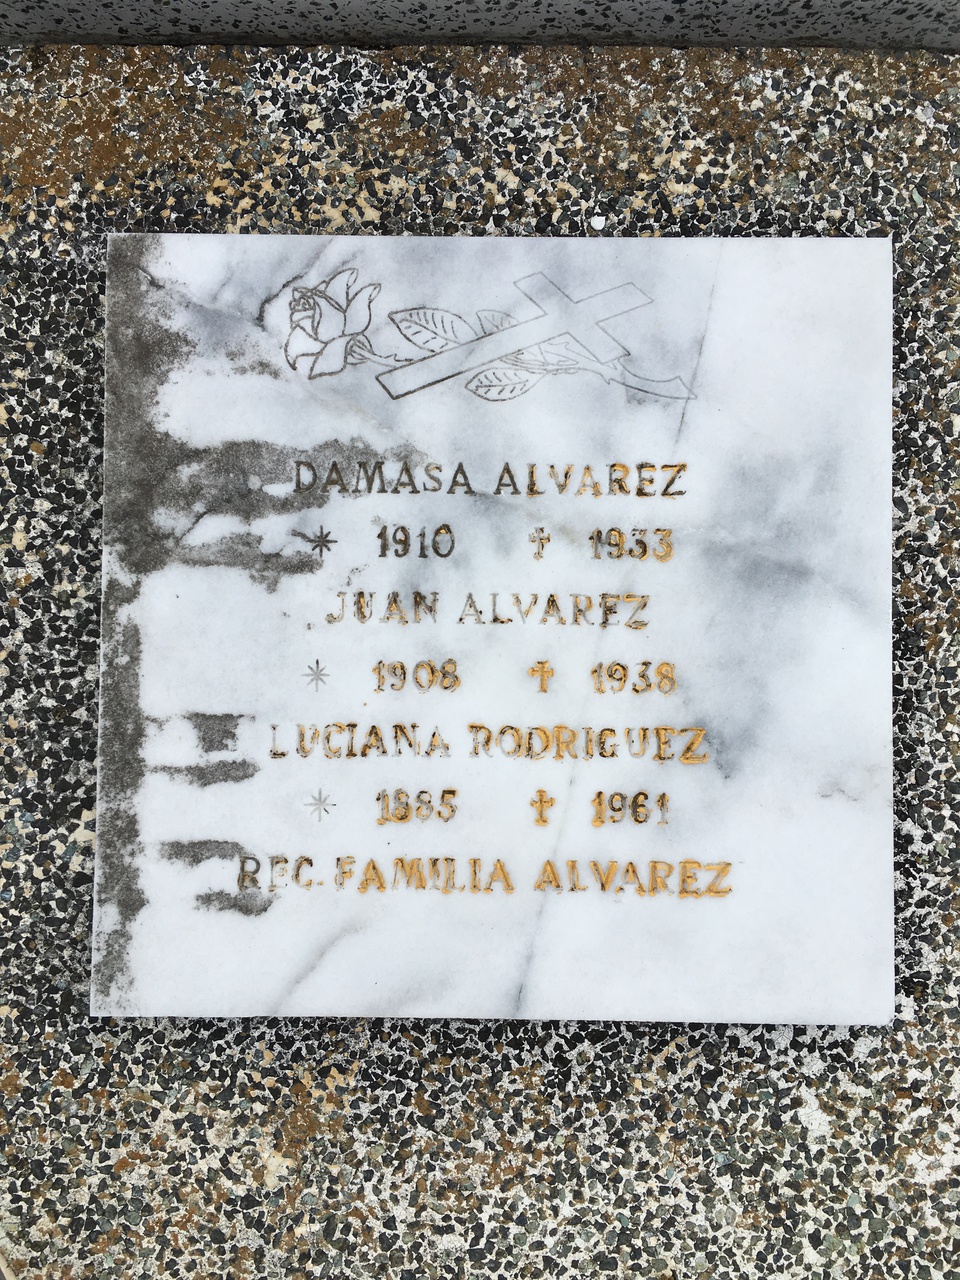 DAMASA ALVAREZ
* 1910 ✝ 1933
JUAN ALVAREZ
* 1908 ✝ 1938
LUCIANA RODRIGUEZ
* 1885 ✝ 1961
REC. FAMILIA ALVAREZ